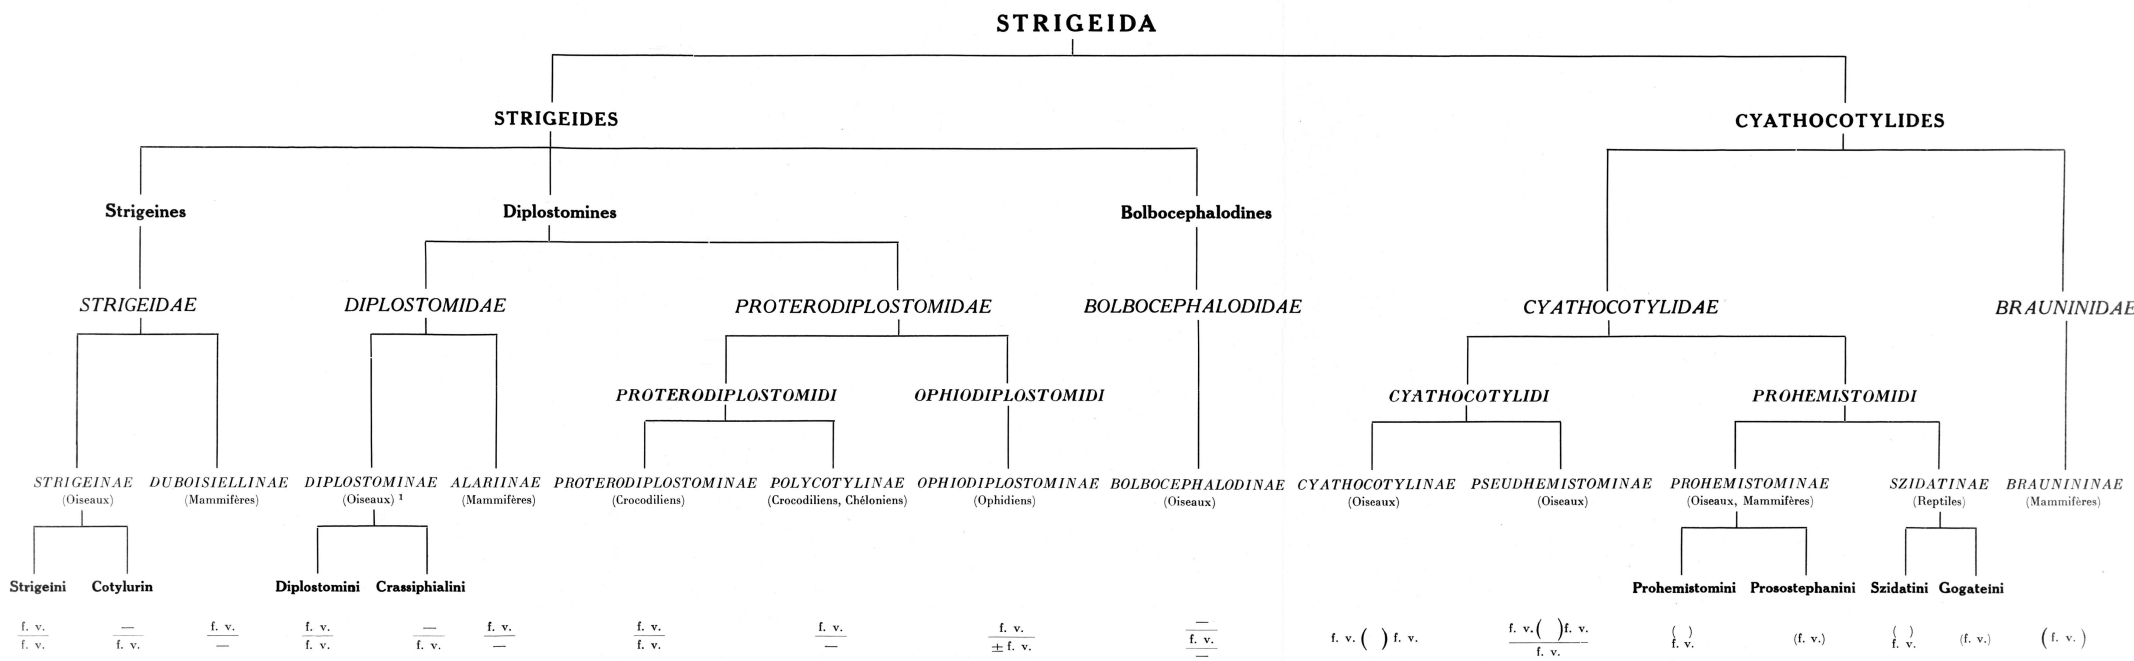 STRIGEIDA
STRIGEIDES CYATHOCOTYLIDES
Strigeines Diplostomines Bolbocephalodines
STRIGEIDAE DIPLOSTOMIDAE PROTERODIPLOSTOMIDAE BOLBOCEPHALODIDAE CYATHOCOTYLIDAE BRAUNINIDAE
PROTERODIPLOSTOMIDI OPHIODIPLOSTOMIDI CYATHOCOTYLIDI PROHEMISTOMIDI
STRIGEINAE DUBOISIELLINAE DIPLOSTOMINAE ALARIINAE PROTERODIPLOSTOMINAE POLYCOTYLINAE OPHIODIPLOSTOMINAE BOLBOCEPHALODINAE CYATHOCOTYLINAE PSEUDHEMISTOMINAE PROHEMISTOMINAE SZIDATINAE BRAUNININAE
(Oiseaux) (Mammifères) (Oiseaux) ¹ (Mammifères) (Crocodiliens) (Crocodiliens, Chéloniens) (Ophidiens) (Oiseaux) (Oiseaux) (Oiseaux) (Oiseaux, Mammifères) (Reptiles) (Mammifères)
Strigeini Cotylurin Diplostomini Crassiphialini Prohemistomini Prosostephanini Szidatini Gogateini
f. v. — f. v. f. v. — f. v. f. v. f. v. f. v. — f. v. ( ) f. v. f. v. ( ) f. v. ( ) (f. v.) ( ) (f. v.) (f. v.)
f. v. f. v. — f. v. f. v. — f. v. — ± f. v. f. v. f. v. f. v. f. v.
—